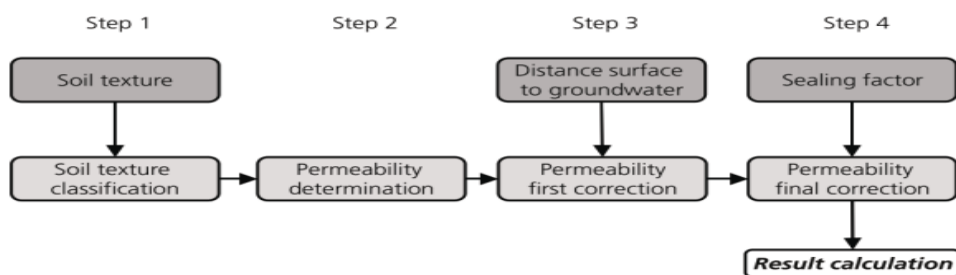 Step 1
Step 2
Step 3
Step 4
Soil texture
Distance surface
to groundwater
Sealing factor
Soil texture
classification
Permeability
determination
Permeability
first correction
Permeability
final correction
Result calculation